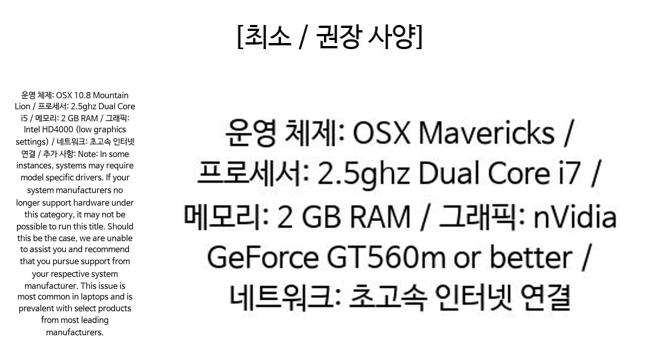 [최소 / 권장 사양]
운영 체제: OSX 10.8 Mountain
Lion / 프로세서: 2.5ghz Dual Core
i5 / 메모리: 2 GB RAM / 그래픽:
Intel HD4000 (low graphics
settings) / 네트워크: 초고속 인터넷
연결 / 추가 사항: Note: In some
instances, systems may require
model specific drivers. If your
system manufacturers no
longer support hardware under
this category, it may not be
possible to run this title. Should
this be the case, we are unable
to assist you and recommend
that you pursue support from
your respective system
manufacturer. This issue is
most common in laptops and is
prevalent with select products
from most leading
manufacturers.
운영 체제: OSX Mavericks /
프로세서: 2.5ghz Dual Core i7 /
메모리: 2 GB RAM / 그래픽: nVidia
GeForce GT560m or better /
네트워크: 초고속 인터넷 연결